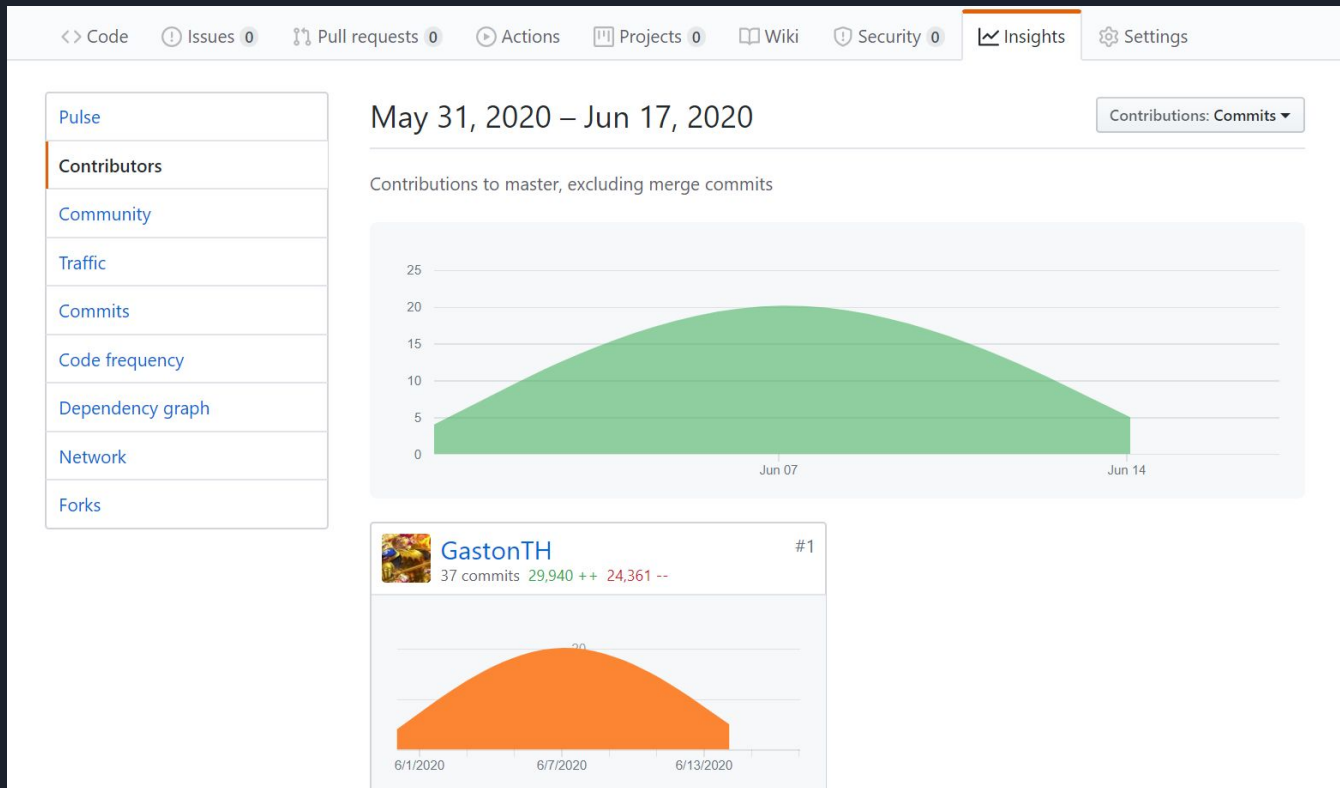 Code Issues 0 Pull requests 0 Actions Projects 0 Wiki Security 0 Insights Settings
Pulse
Contributors
Community
Traffic
Commits
Code frequency
Dependency graph
Network
Forks
May 31, 2020 – Jun 17, 2020
Contributions: Commits
Contributions to master, excluding merge commits
25
20
15
10
5
0
Jun 07 Jun 14
GastonTH #1
37 commits 29,940 ++ 24,361 --
20
6/1/2020 6/7/2020 6/13/2020